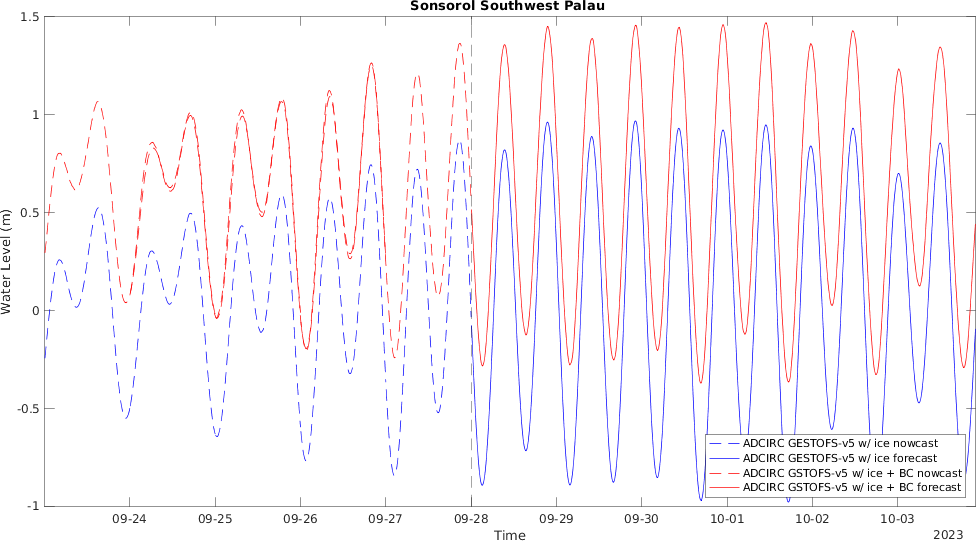 Sonsorol Southwest Palau
1.5
1
0.5
0
-0.5
-1
Water Level (m)
09-24 09-25 09-26 09-27 09-28 09-29 09-30 10-01 10-02 10-03
Time
2023
ADCIRC GESTOFS-v5 w/ ice nowcast
ADCIRC GESTOFS-v5 w/ ice forecast
ADCIRC GSTOFS-v5 w/ ice + BC nowcast
ADCIRC GSTOFS-v5 w/ ice + BC forecast